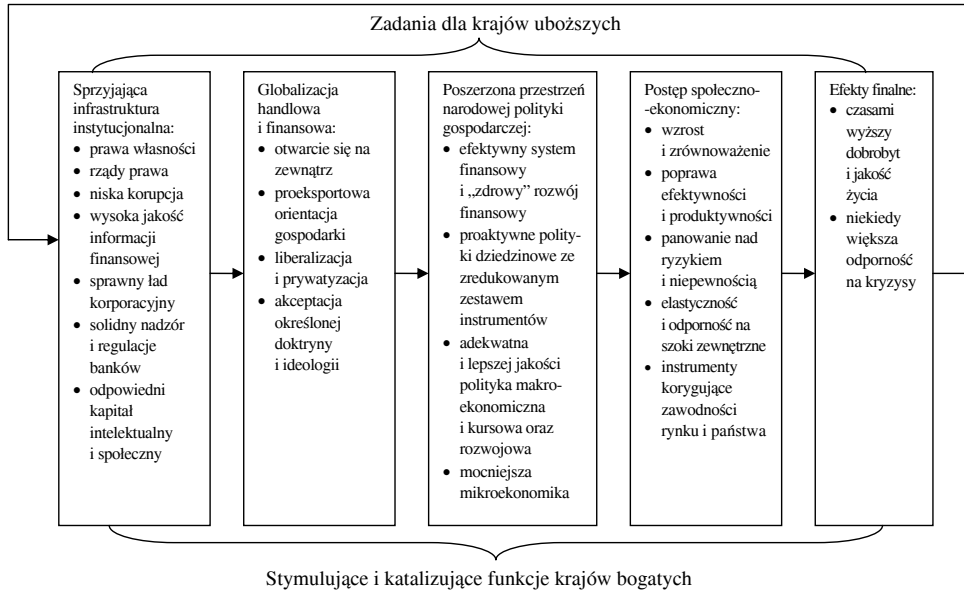 Zadania dla krajów uboższych
Sprzyjająca
infrastruktura
instytucjonalna:
• prawa własności
• rządy prawa
• niska korupcja
• wysoka jakość
informacji
finansowej
• sprawny ład
korporacyjny
• solidny nadzór
i regulacje
banków
• odpowiedni
kapitał
intelektualny
i społeczny
Globalizacja
handlowa
i finansowa:
• otwarcie się na
zewnątrz
• proeksportowa
orientacja
gospodarki
• liberalizacja
i prywatyzacja
• akceptacja
określonej
doktryny
i ideologii
Poszerzona przestrzeń
narodowej polityki
gospodarczej:
• efektywny system
finansowy
i „zdrowy” rozwój
finansowy
• proaktywne polity-
ki dziedzinowe ze
zredukowanym
zestawem
instrumentów
• adekwatna
i lepszej jakości
polityka makro-
ekonomiczna
i kursowa oraz
rozwojowa
• mocniejsza
mikroekonomika
Postęp społeczno-
-ekonomiczny:
• wzrost
i zrównoważenie
• poprawa
efektywności
i produktywności
• panowanie nad
ryzykiem
i niepewnością
• elastyczność
i odporność na
szoki zewnętrzne
• instrumenty
korygujące
zawodności
rynku i państwa
Efekty finalne:
• czasami
wyższy
dobrobyt
i jakość
życia
• niekiedy
większa
odporność
na kryzysy
Stymulujące i katalizujące funkcje krajów bogatych